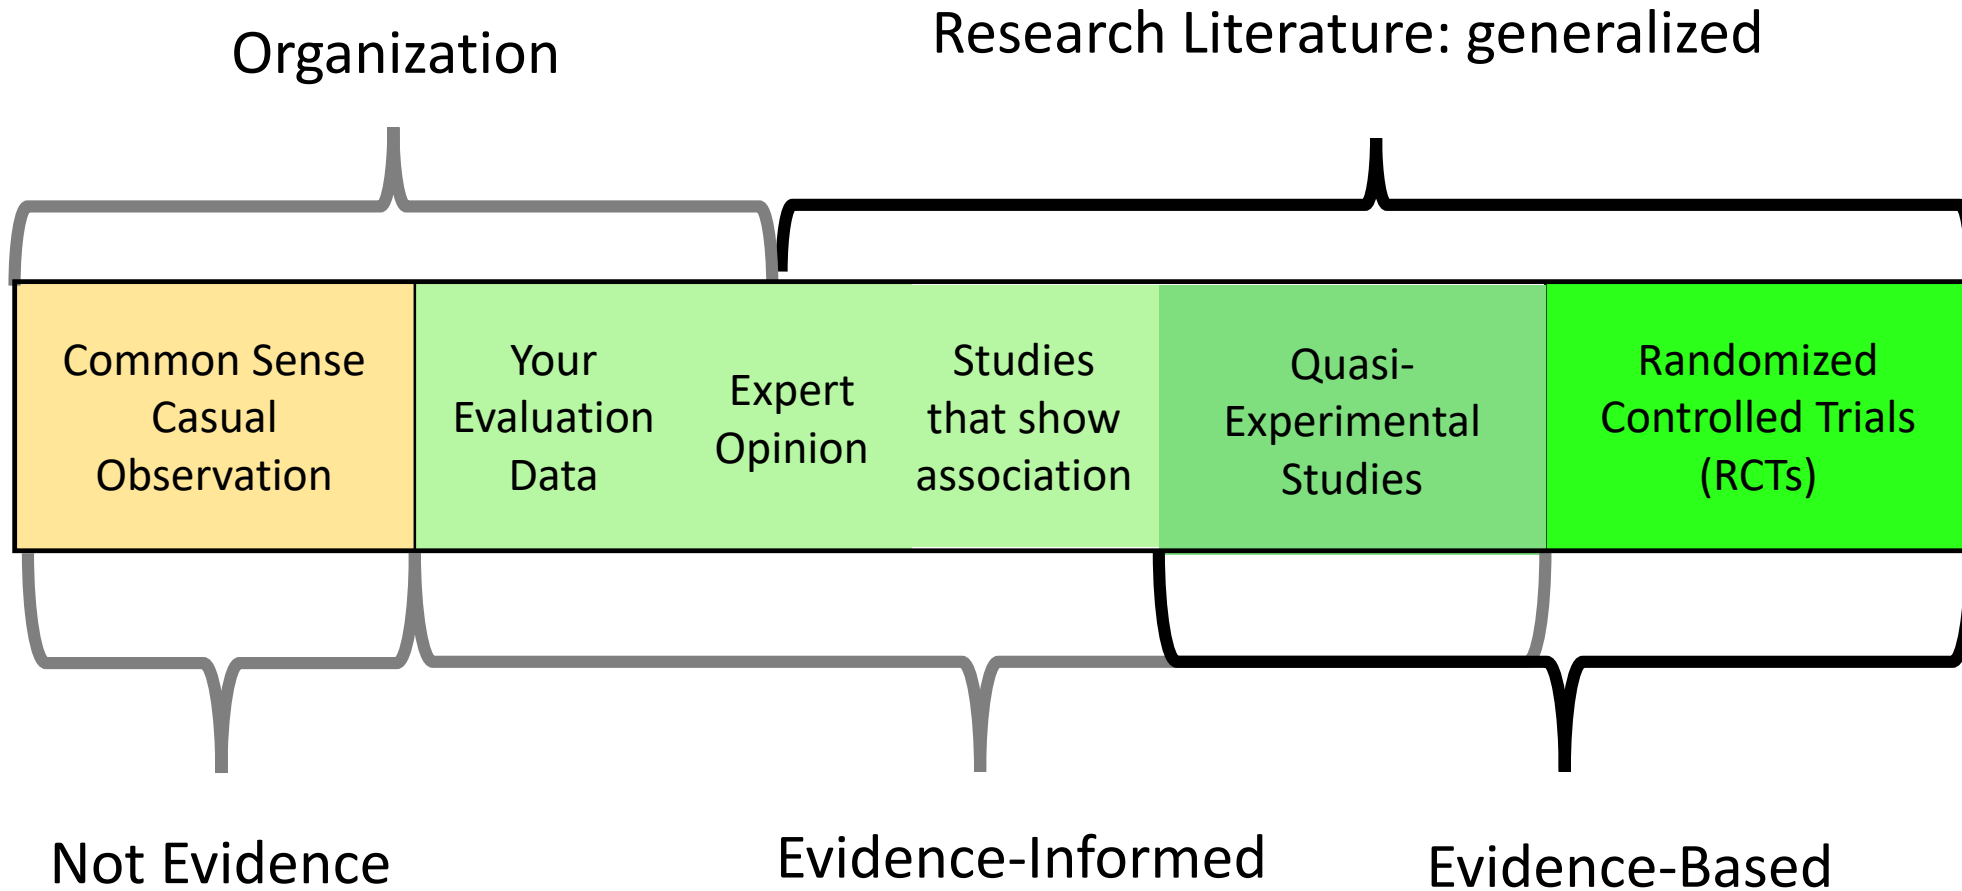 Organization
Research Literature: generalized
Common Sense
Casual
Observation
Your
Evaluation
Data
Expert
Opinion
Studies
that show
association
Quasi-
Experimental
Studies
Randomized
Controlled Trials
(RCTs)
Not Evidence
Evidence-Informed
Evidence-Based